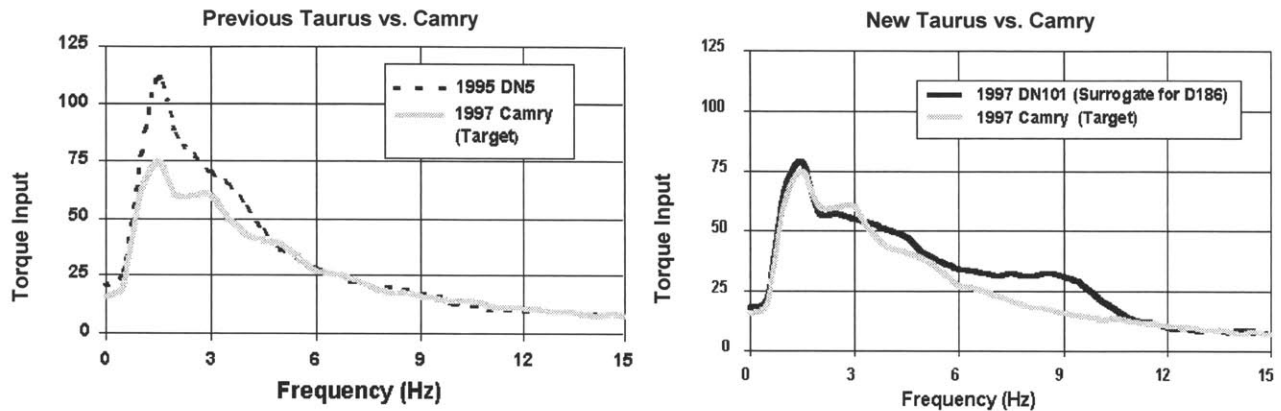 Previous Taurus vs. Camry
125
100
75
50
25
0
Torque Input
1995 DN5
1997 Camry
(Target)
0 3 6 9 12 15
Frequency (Hz)
New Taurus vs. Camry
125
100
75
50
25
0
Torque Input
1997 DN101 (Surrogate for D186)
1997 Camry (Target)
0 3 6 9 12 15
Frequency (Hz)